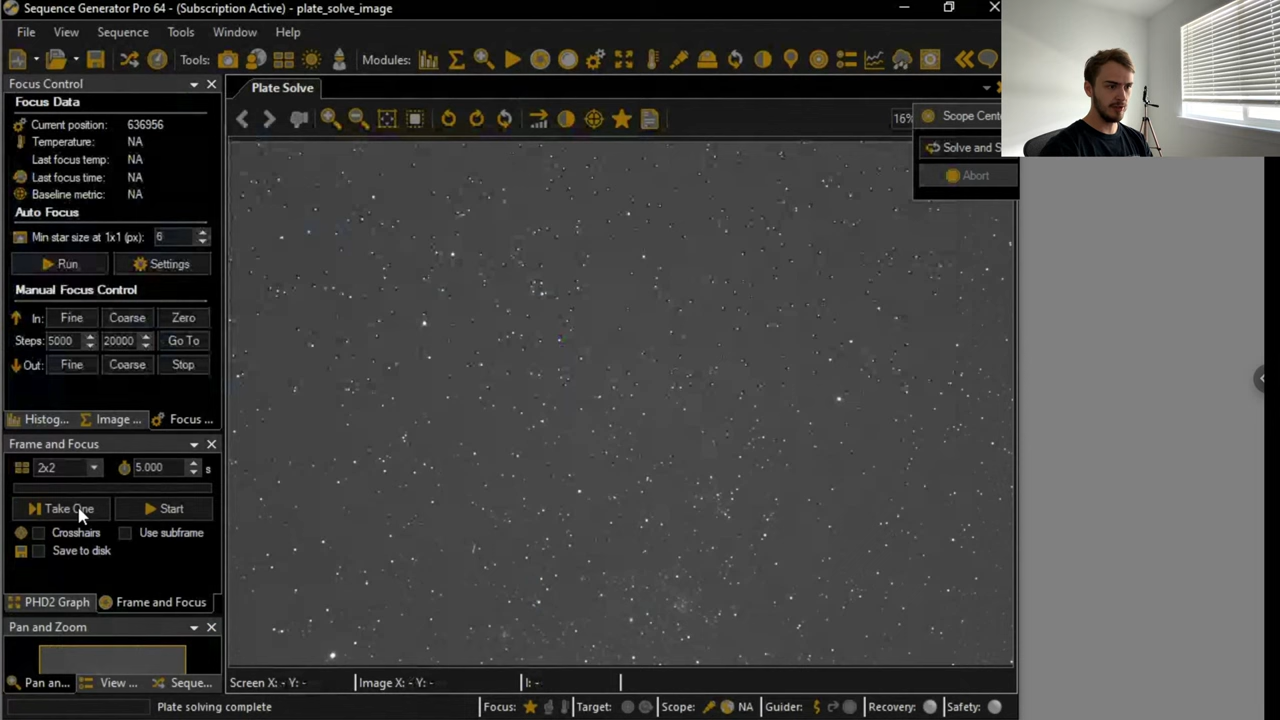 Sequence Generator Pro 64 - (Subscription Active) - plate_solve_image
File View Sequence Tools Window Help
Tools: Modules:
Focus Control
Plate Solve
Focus Data
Current position: 636956
Temperature: NA
Last focus temp: NA
Last focus time: NA
Baseline metric: NA
Auto Focus
Min star size at 1x1 (px): 6
Run Settings
Manual Focus Control
In: Fine Coarse Zero
Steps: 5000 20000 Go To
Out: Fine Coarse Stop
Histog... Image ... Focus ...
16%
Scope Cent
Solve and S
Abort
Frame and Focus
2x2 5.000 s
Take One Start
Crosshairs Use subframe
Save to disk
PHD2 Graph Frame and Focus
Pan and Zoom
Pan an... View ... Seque...
Screen X: - Y: - Image X: - Y: - I: -
Plate solving complete Focus: Target: Scope: NA Guider: Recovery: Safety: